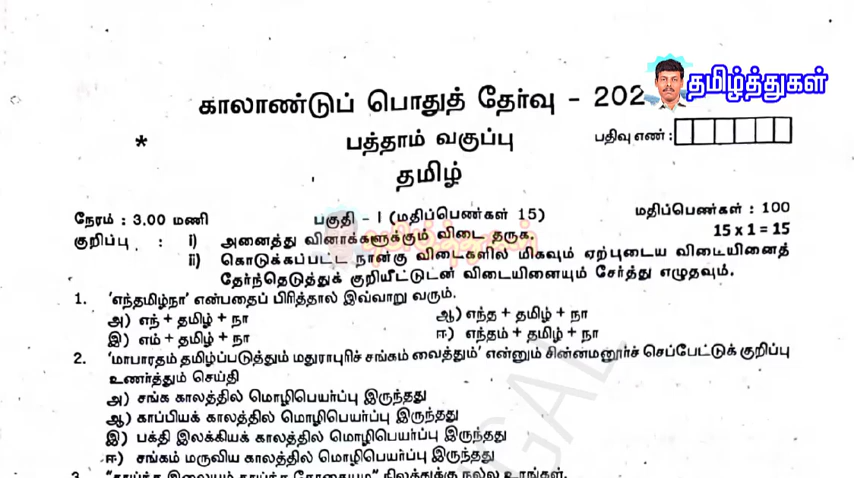 தமிழ்த்துகள்
காலாண்டுப் பொதுத் தேர்வு - 202
* பத்தாம் வகுப்பு பதிவு எண் :
தமிழ்
நேரம் : 3.00 மணி பகுதி - I (மதிப்பெண்கள் 15) மதிப்பெண்கள் : 100
குறிப்பு : i) அனைத்து வினாக்களுக்கும் விடை தருக. 15 x 1 = 15
ii) கொடுக்கப்பட்ட நான்கு விடைகளில் மிகவும் ஏற்புடைய விடையினைத்
தேர்ந்தெடுத்துக் குறியீட்டுடன் விடையினையும் சேர்த்து எழுதவும்.
1. 'எந்தமிழ்நா' என்பதைப் பிரித்தால் இவ்வாறு வரும்.
அ) எந் + தமிழ் + நா ஆ) எந்த + தமிழ் + நா
இ) எம் + தமிழ் + நா ஈ) எந்தம் + தமிழ் + நா
2. 'மாபாரதம் தமிழ்ப்படுத்தும் மதுராபுரிச் சங்கம் வைத்தும்' என்னும் சின்னமனூர்ச் செப்பேட்டுக் குறிப்பு
உணர்த்தும் செய்தி
அ) சங்க காலத்தில் மொழிபெயர்ப்பு இருந்தது
ஆ) காப்பியக் காலத்தில் மொழிபெயர்ப்பு இருந்தது
இ) பக்தி இலக்கியக் காலத்தில் மொழிபெயர்ப்பு இருந்தது
ஈ) சங்கம் மருவிய காலத்தில் மொழிபெயர்ப்பு இருந்தது
3.